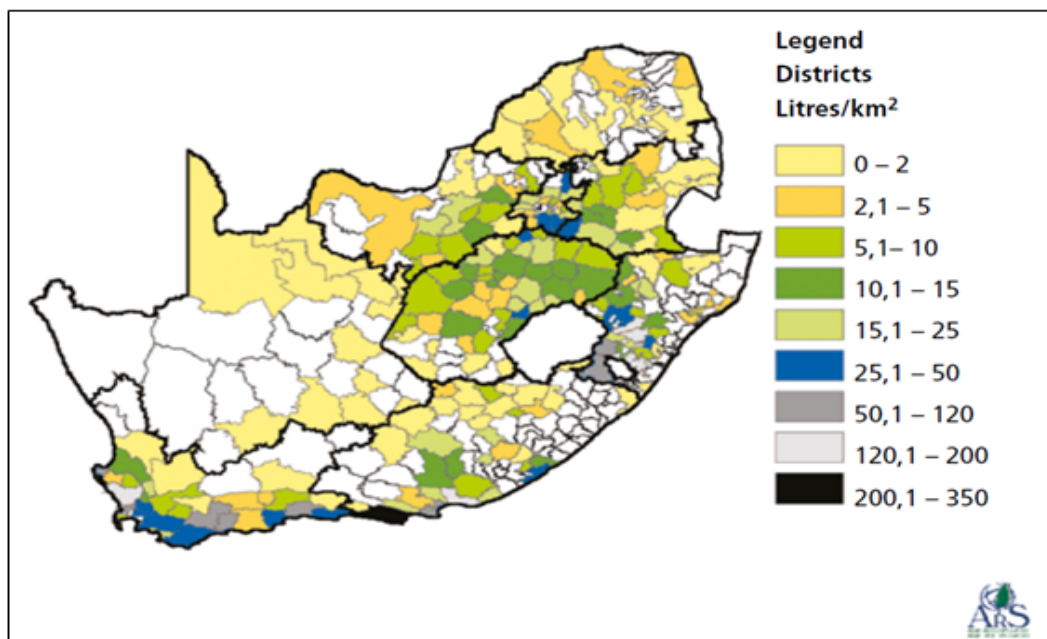 Legend
Districts
Litres/km²
0 – 2
2,1 – 5
5,1– 10
10,1 – 15
15,1 – 25
25,1 – 50
50,1 – 120
120,1 – 200
200,1 – 350
ARS